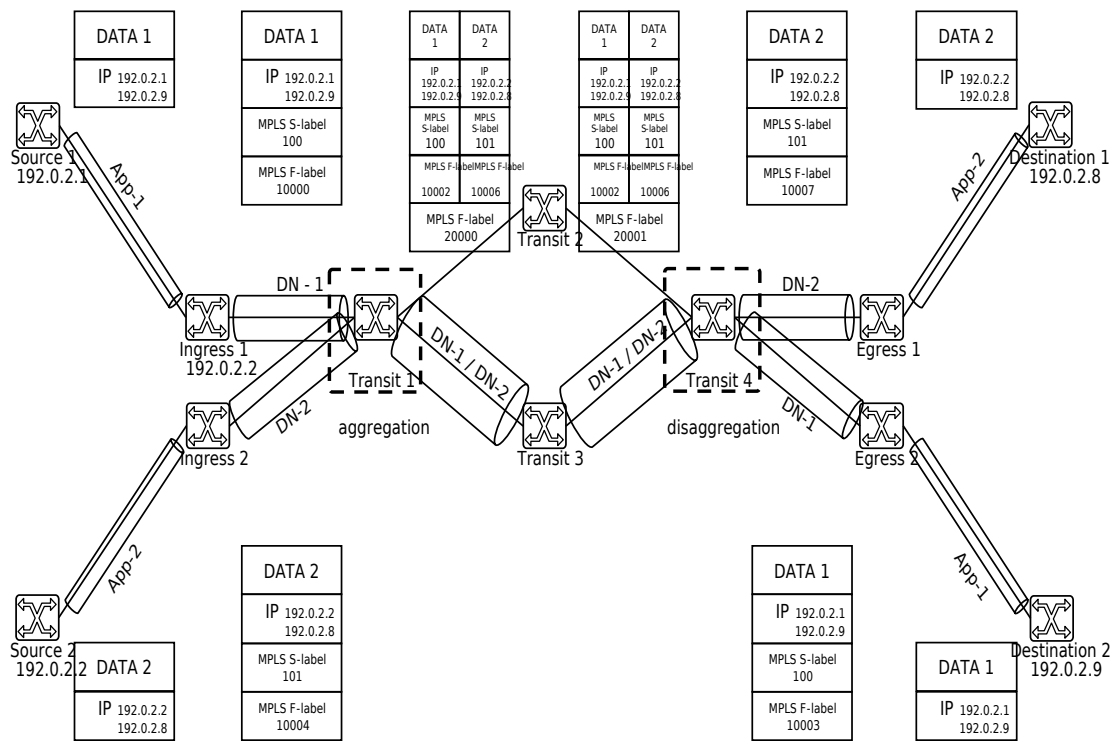 DATA 1
IP 192.0.2.1
192.0.2.9
DATA 1
IP 192.0.2.1
192.0.2.9
MPLS S-label
100
MPLS F-label
10000
DATA
1
DATA
2
IP
192.0.2.1
192.0.2.9
IP
192.0.2.2
192.0.2.8
MPLS
S-label
100
MPLS
S-label
101
MPLS F-label
10002
MPLS F-label
10006
MPLS F-label
20000
DATA
1
DATA
2
IP
192.0.2.1
192.0.2.9
IP
192.0.2.2
192.0.2.8
MPLS
S-label
100
MPLS
S-label
101
MPLS F-label
10002
MPLS F-label
10006
MPLS F-label
20001
DATA 2
IP 192.0.2.2
192.0.2.8
MPLS S-label
101
MPLS F-label
10007
DATA 2
IP 192.0.2.2
192.0.2.8
Source 1
192.0.2.1
App-1
Destination 1
192.0.2.8
App-2
Transit 2
DN - 1
DN-2
Ingress 1
192.0.2.2
Transit 1
DN-1 / DN-2
DN-1 / DN-2
Transit 4
Egress 1
DN-2
DN-1
aggregation
disaggregation
Ingress 2
Transit 3
Egress 2
App-2
App-1
Source 2
192.0.2.2
Destination 2
192.0.2.9
DATA 2
IP 192.0.2.2
192.0.2.8
DATA 2
IP 192.0.2.2
192.0.2.8
MPLS S-label
101
MPLS F-label
10004
DATA 1
IP 192.0.2.1
192.0.2.9
MPLS S-label
100
MPLS F-label
10003
DATA 1
IP 192.0.2.1
192.0.2.9